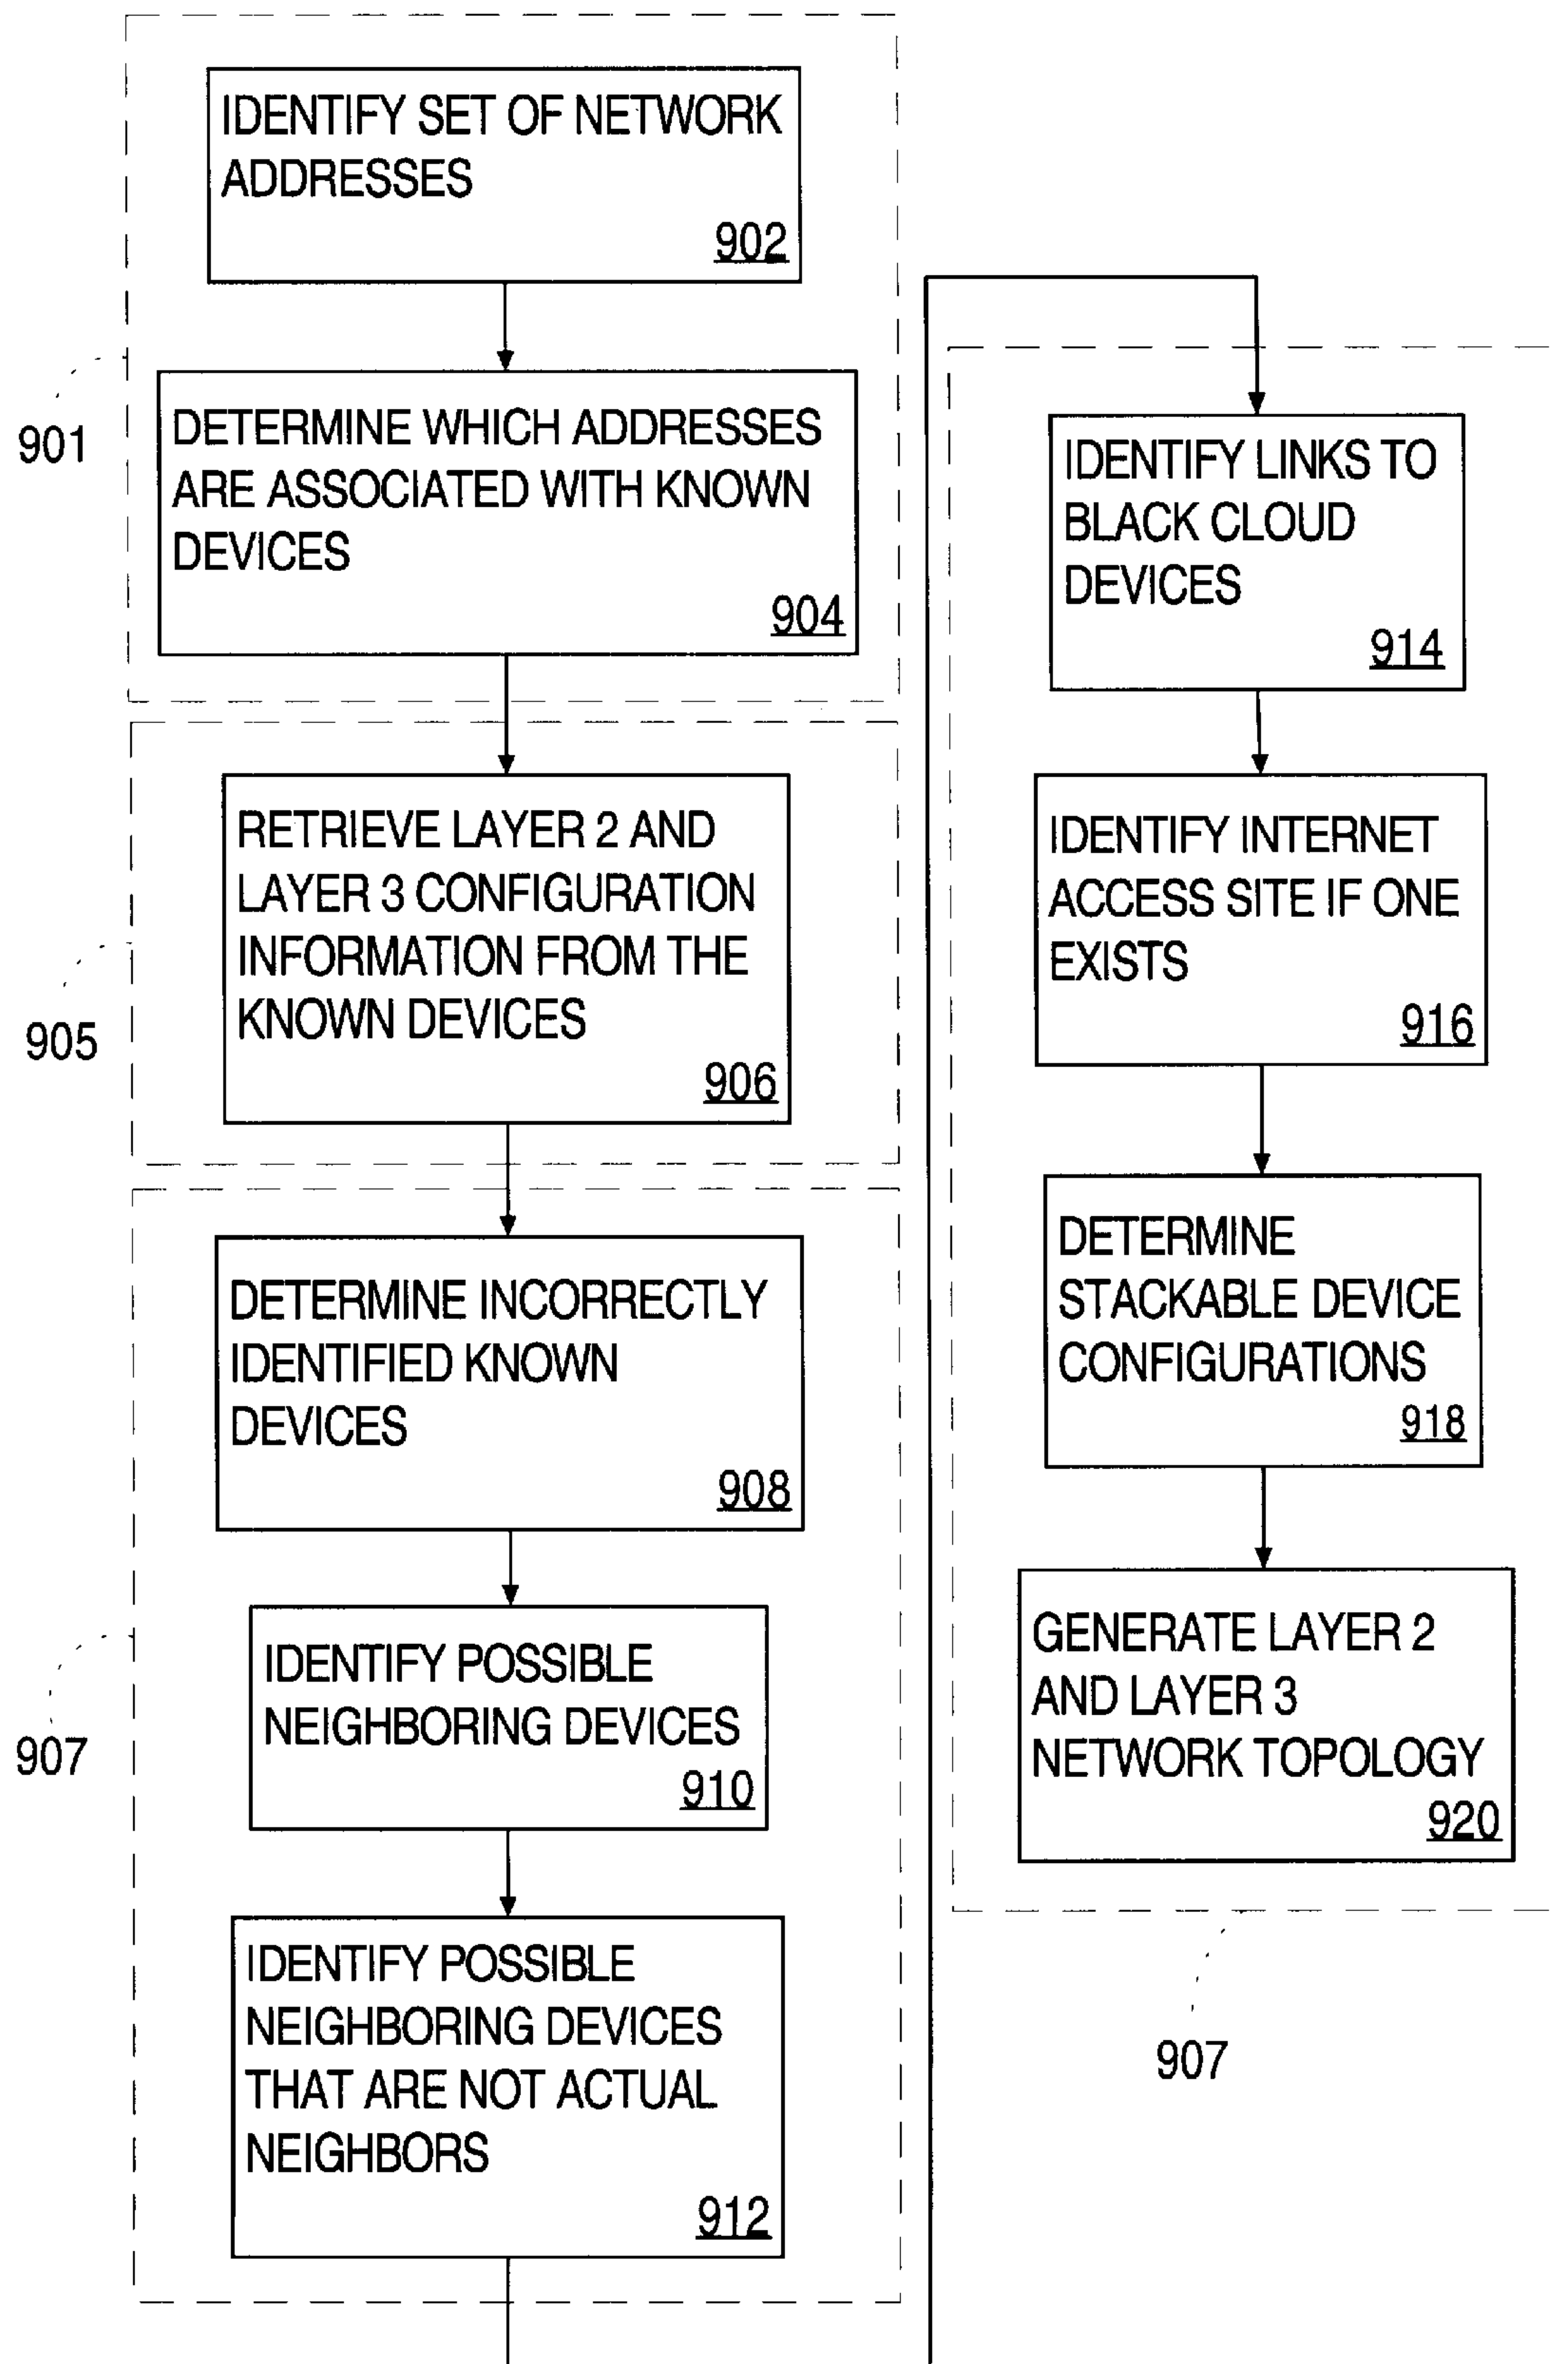 IDENTIFY SET OF NETWORK
ADDRESSES
902
DETERMINE WHICH ADDRESSES
ARE ASSOCIATED WITH KNOWN
DEVICES
904
901
RETRIEVE LAYER 2 AND
LAYER 3 CONFIGURATION
INFORMATION FROM THE
KNOWN DEVICES
906
905
DETERMINE INCORRECTLY
IDENTIFIED KNOWN
DEVICES
908
IDENTIFY POSSIBLE
NEIGHBORING DEVICES
910
907
IDENTIFY POSSIBLE
NEIGHBORING DEVICES
THAT ARE NOT ACTUAL
NEIGHBORS
912
IDENTIFY LINKS TO
BLACK CLOUD
DEVICES
914
IDENTIFY INTERNET
ACCESS SITE IF ONE
EXISTS
916
DETERMINE
STACKABLE DEVICE
CONFIGURATIONS
918
GENERATE LAYER 2
AND LAYER 3
NETWORK TOPOLOGY
920
907